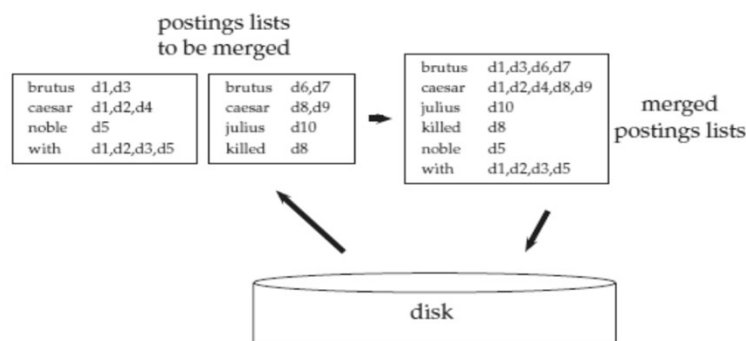 postings lists
to be merged
brutus d1,d3
caesar d1,d2,d4
noble d5
with d1,d2,d3,d5
brutus d6,d7
caesar d8,d9
julius d10
killed d8
brutus d1,d3,d6,d7
caesar d1,d2,d4,d8,d9
julius d10
killed d8
noble d5
with d1,d2,d3,d5
merged
postings lists
disk